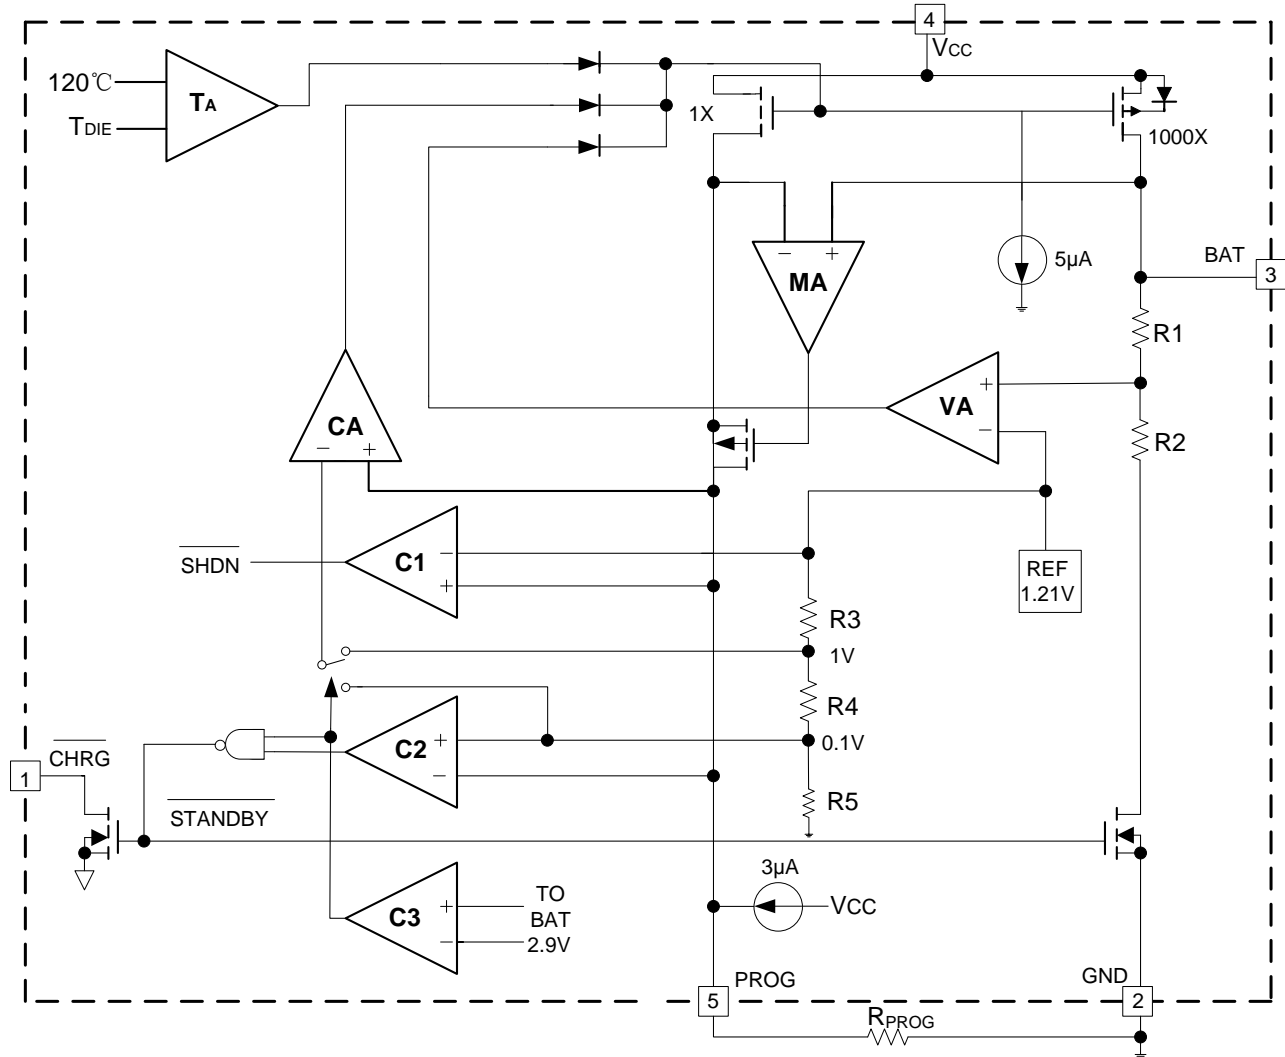 4
VCC
120℃
TDIE
TA
1X
1000X
− +
MA
5µA
BAT
3
R1
VA
+
−
R2
CA
− +
C1
−
+
SHDN
REF
1.21V
R3
1V
R4
0.1V
R5
C2
+
−
CHRG
1
STANDBY
C3
+
−
TO
BAT
2.9V
3µA
VCC
PROG
5
GND
2
RPROG